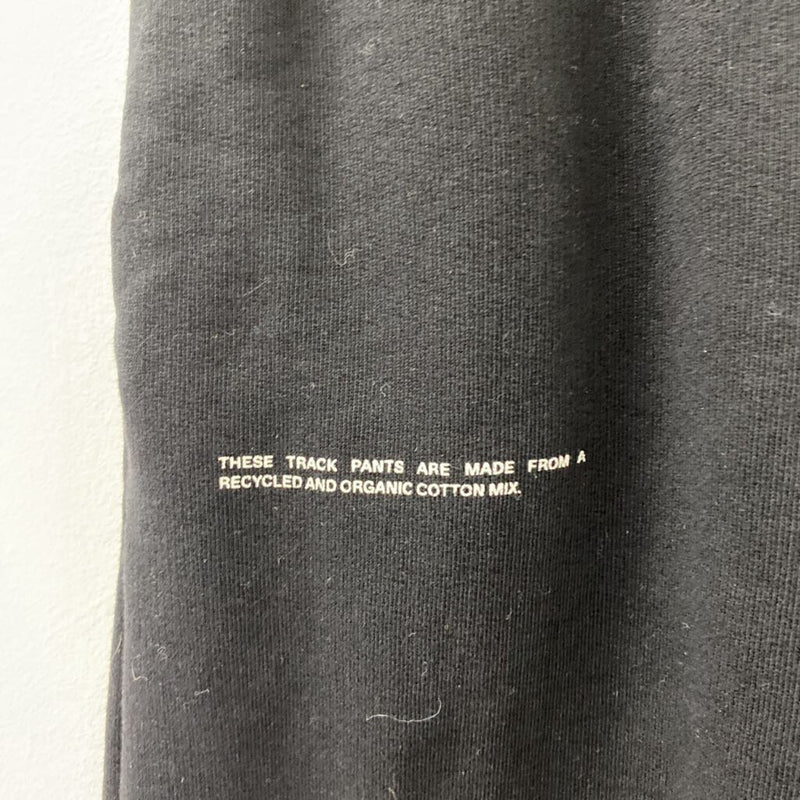 THESE TRACK PANTS ARE MADE FROM A
RECYCLED AND ORGANIC COTTON MIX.